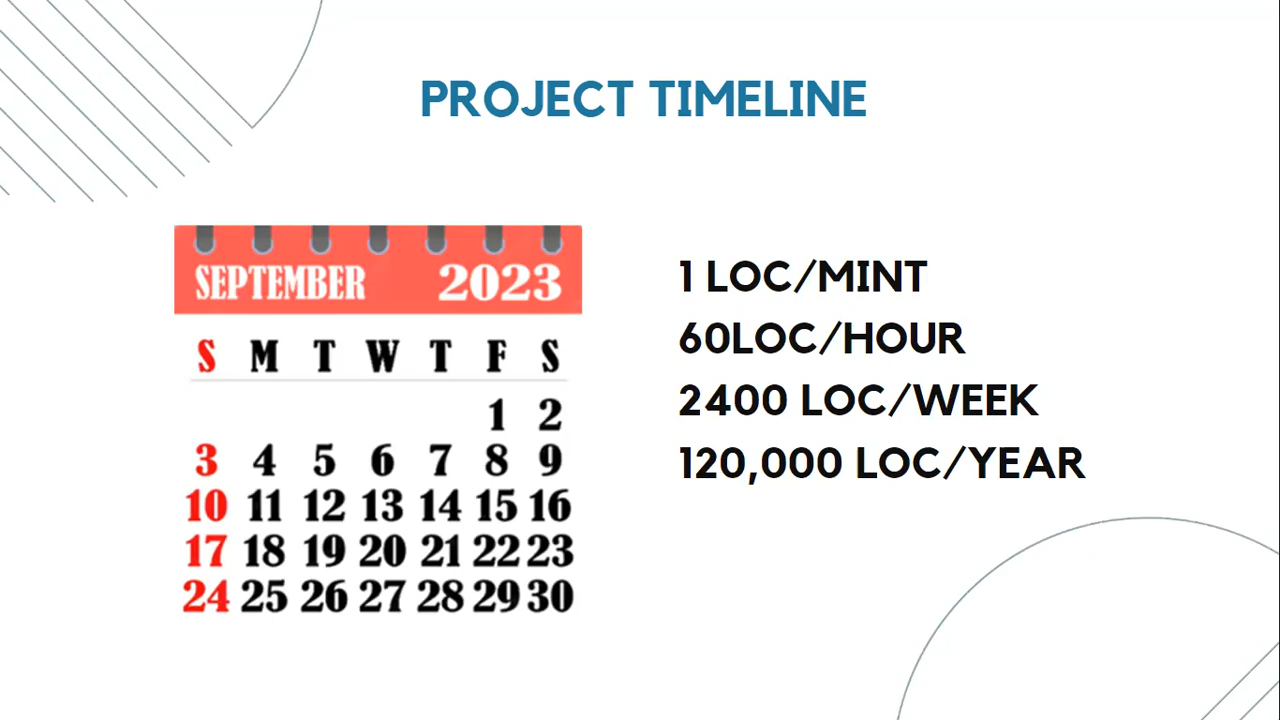 PROJECT TIMELINE
SEPTEMBER 2023
S M T W T F S
1 2
3 4 5 6 7 8 9
10 11 12 13 14 15 16
17 18 19 20 21 22 23
24 25 26 27 28 29 30
1 LOC/MINT
60LOC/HOUR
2400 LOC/WEEK
120,000 LOC/YEAR